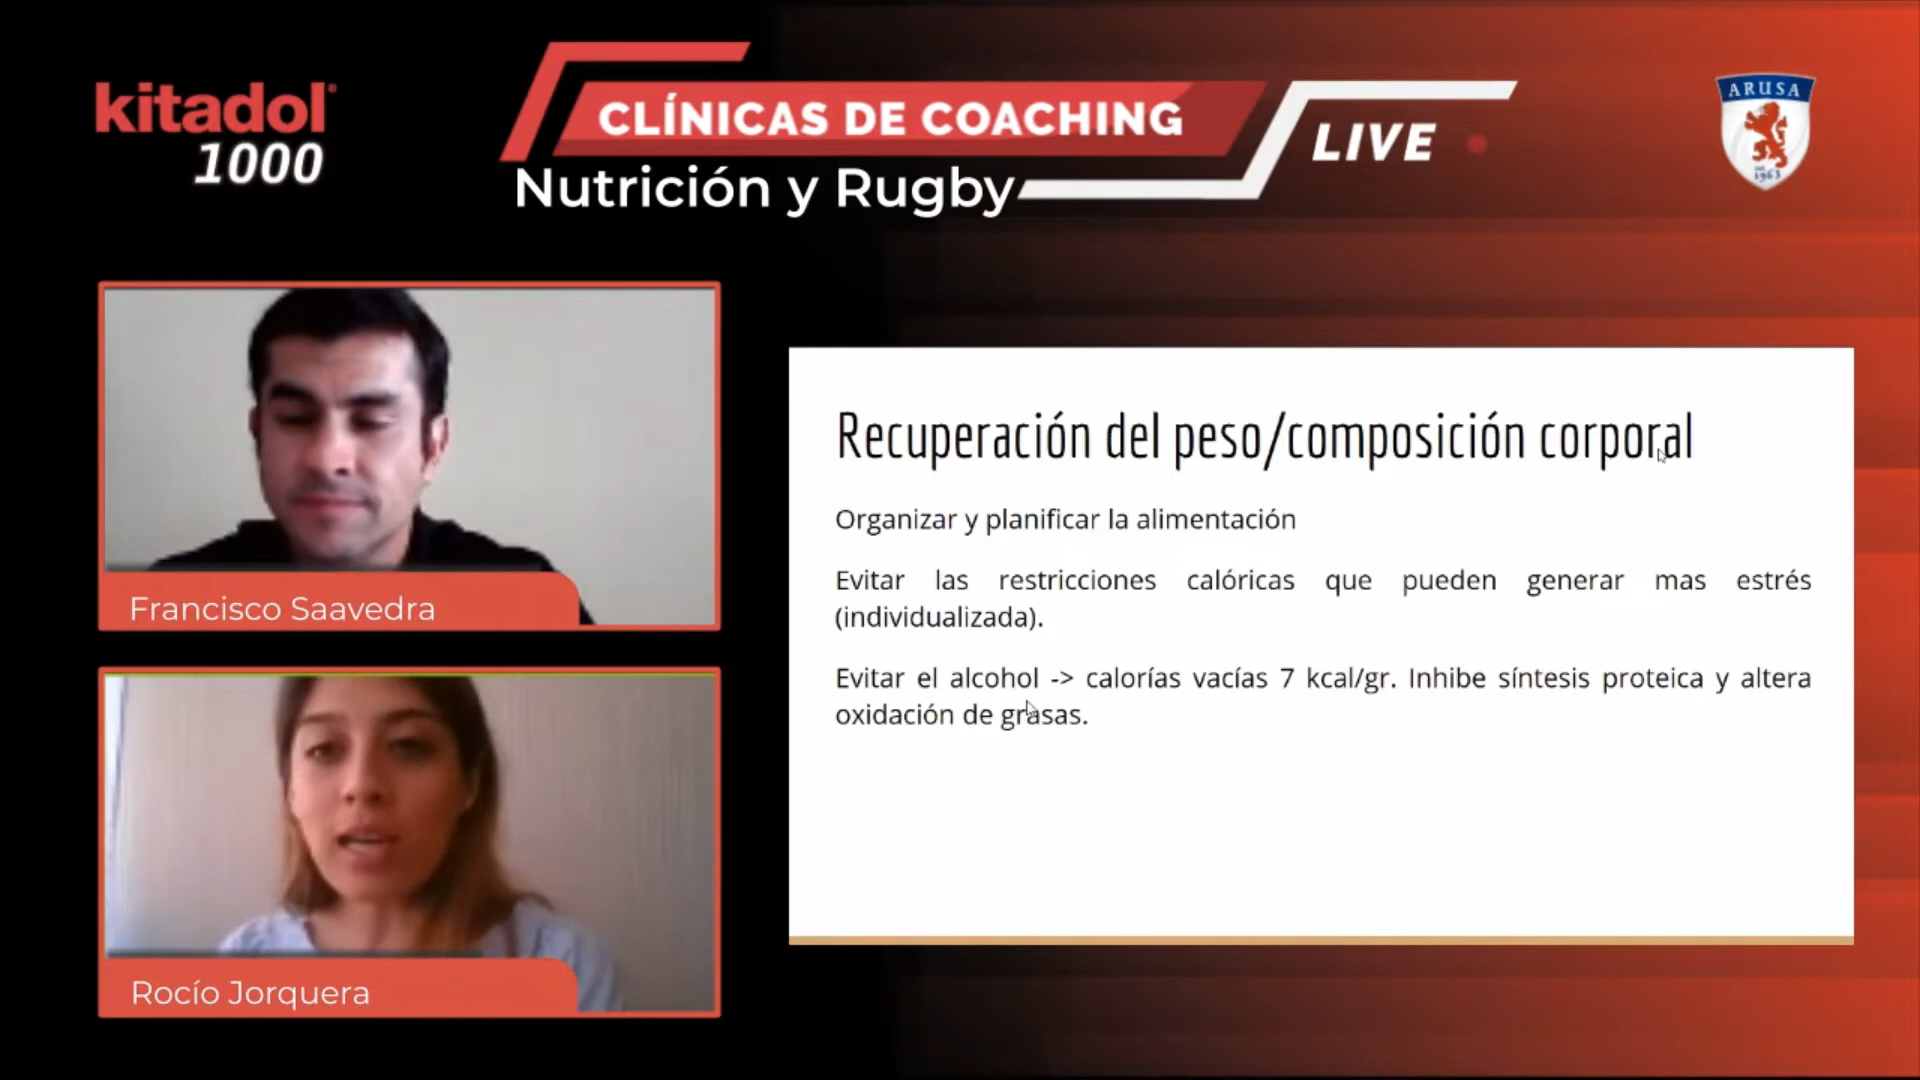 kitadol
1000
CLÍNICAS DE COACHING
LIVE
Nutrición y Rugby
ARUSA
1963
Francisco Saavedra
Rocío Jorquera
Recuperación del peso/composición corporal
Organizar y planificar la alimentación
Evitar las restricciones calóricas que pueden generar mas estrés
(individualizada).
Evitar el alcohol -> calorías vacías 7 kcal/gr. Inhibe síntesis proteica y altera
oxidación de grasas.